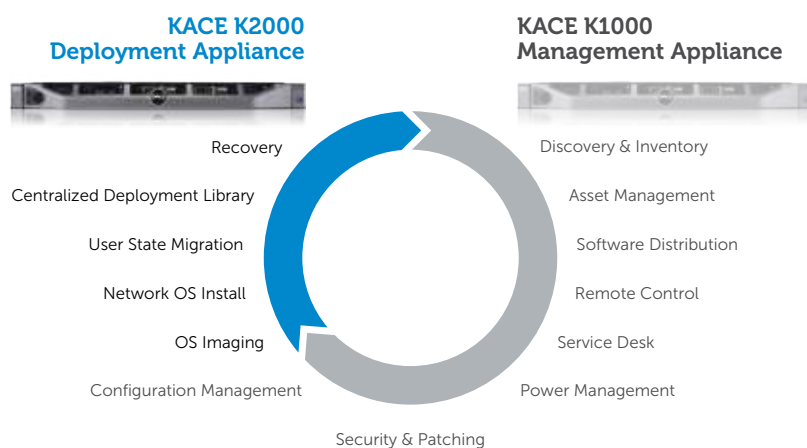 KACE K2000
Deployment Appliance
KACE K1000
Management Appliance
Recovery
Centralized Deployment Library
User State Migration
Network OS Install
OS Imaging
Configuration Management
Discovery & Inventory
Asset Management
Software Distribution
Remote Control
Service Desk
Power Management
Security & Patching